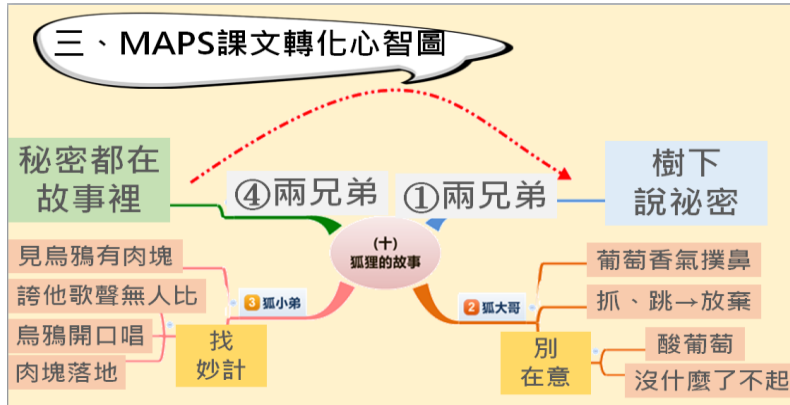 三、MAPS課文轉化心智圖
(十)
狐狸的故事
①兩兄弟
樹下
說祕密
2 狐大哥
葡萄香氣撲鼻
抓、跳→放棄
別
在意
酸葡萄
沒什麼了不起
3 狐小弟
見烏鴉有肉塊
誇他歌聲無人比
烏鴉開口唱
肉塊落地
找
妙計
④兩兄弟
秘密都在
故事裡